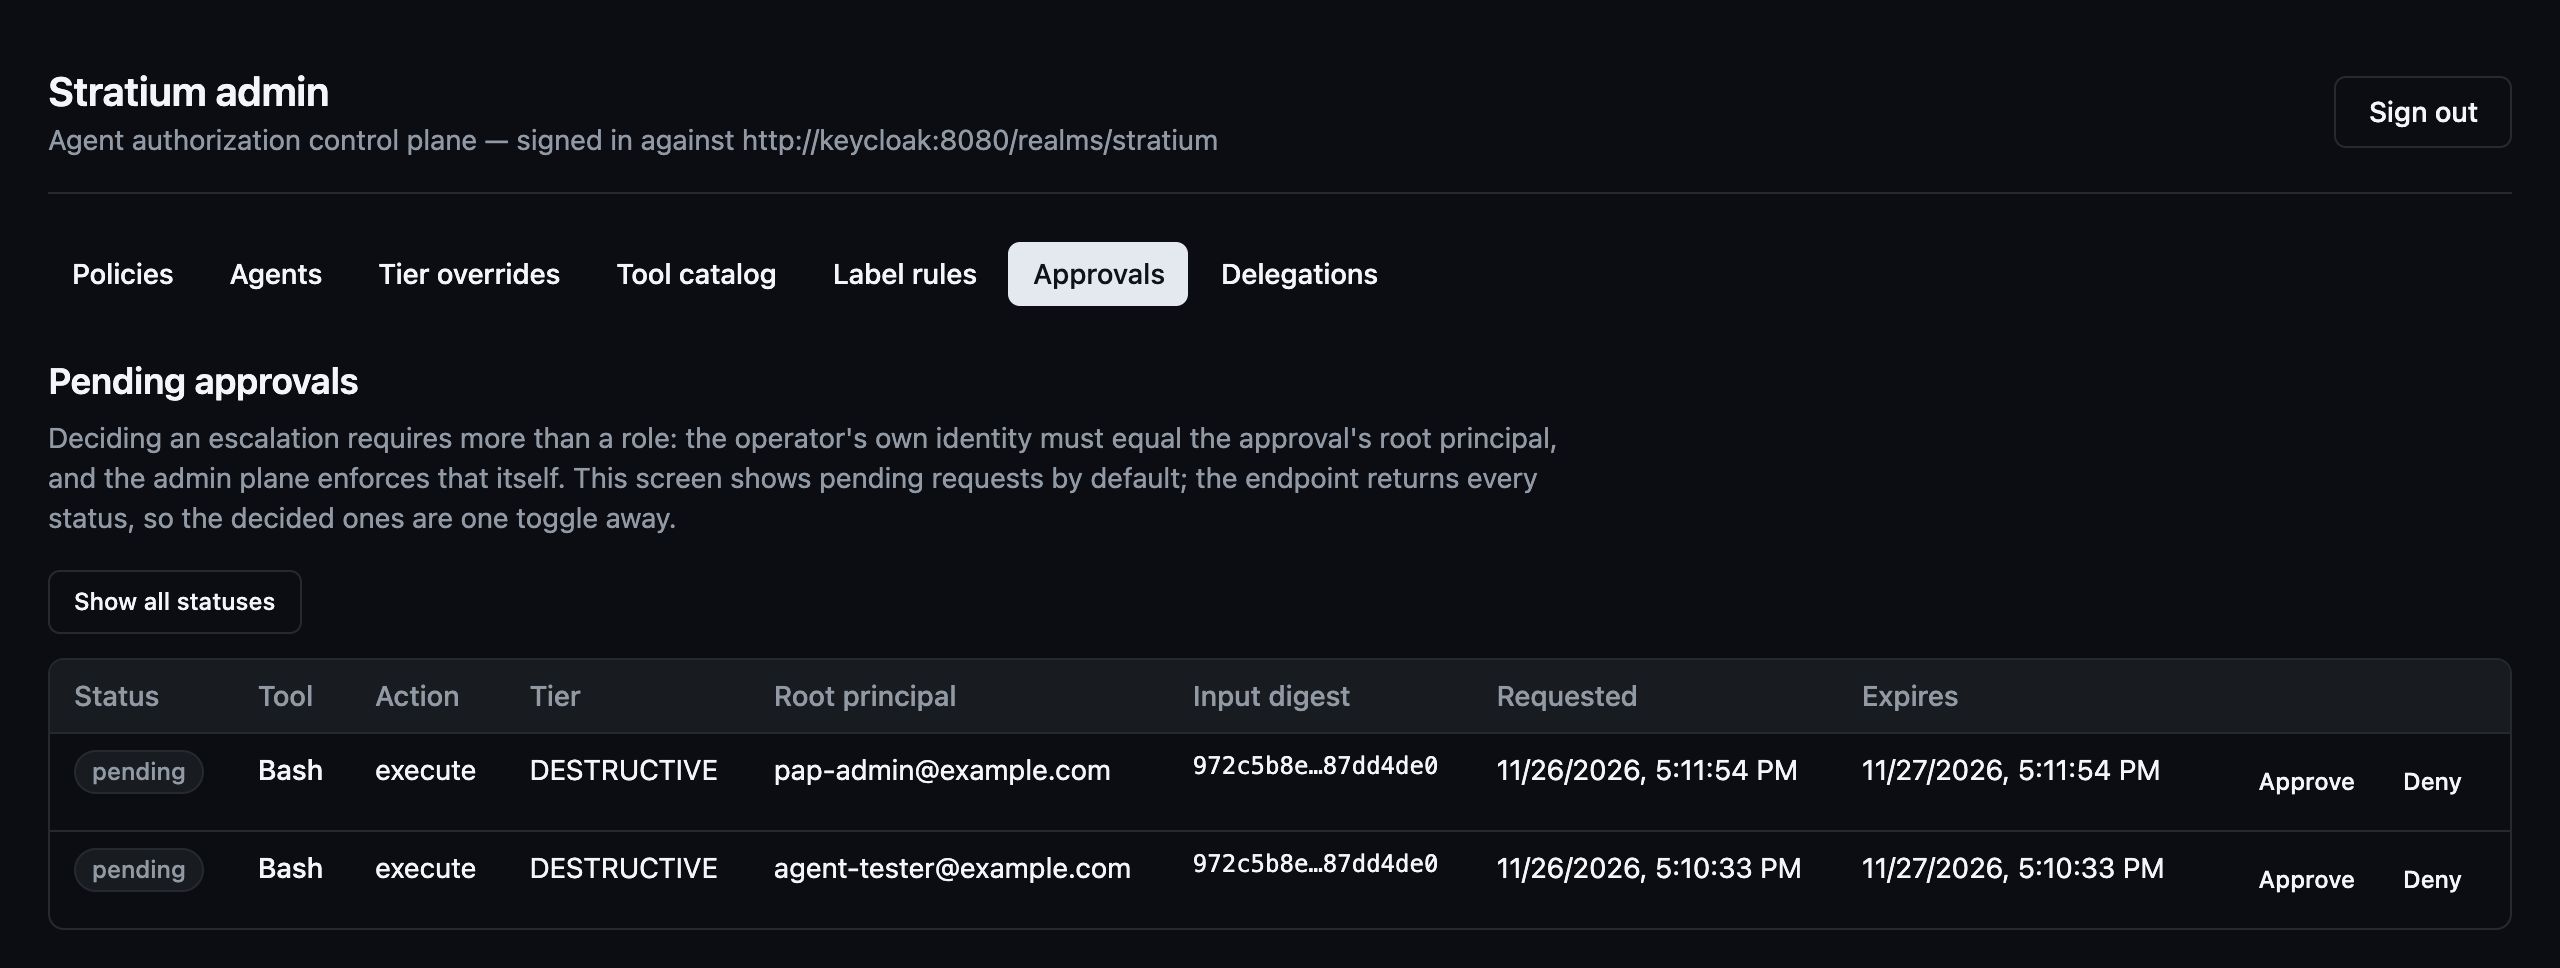 Stratium admin
Sign out
Agent authorization control plane — signed in against http://keycloak:8080/realms/stratium
Policies Agents Tier overrides Tool catalog Label rules Approvals Delegations
Pending approvals
Deciding an escalation requires more than a role: the operator's own identity must equal the approval's root principal,
and the admin plane enforces that itself. This screen shows pending requests by default; the endpoint returns every
status, so the decided ones are one toggle away.
Show all statuses
Status Tool Action Tier Root principal Input digest Requested Expires
pending Bash execute DESTRUCTIVE pap-admin@example.com 972c5b8e…87dd4de0 11/26/2026, 5:11:54 PM 11/27/2026, 5:11:54 PM Approve Deny
pending Bash execute DESTRUCTIVE agent-tester@example.com 972c5b8e…87dd4de0 11/26/2026, 5:10:33 PM 11/27/2026, 5:10:33 PM Approve Deny